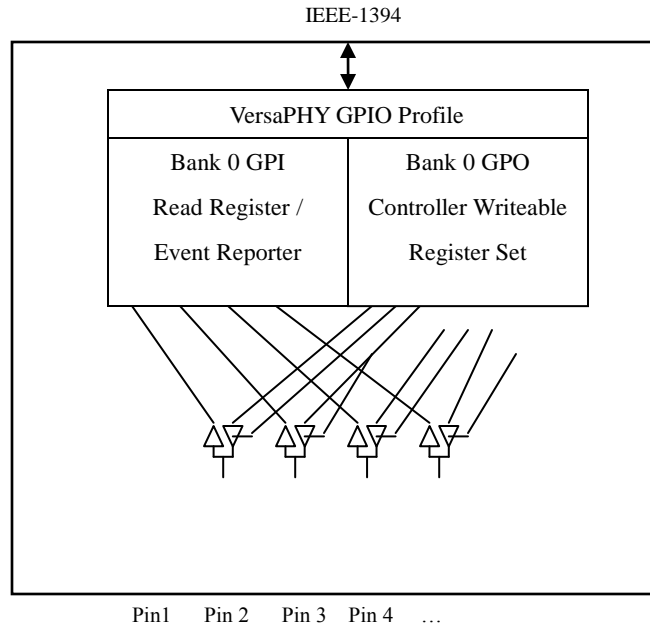 IEEE-1394
VersaPHY GPIO Profile
Bank 0 GPI
Read Register /
Event Reporter
Bank 0 GPO
Controller Writeable
Register Set
Pin1 Pin 2 Pin 3 Pin 4 …